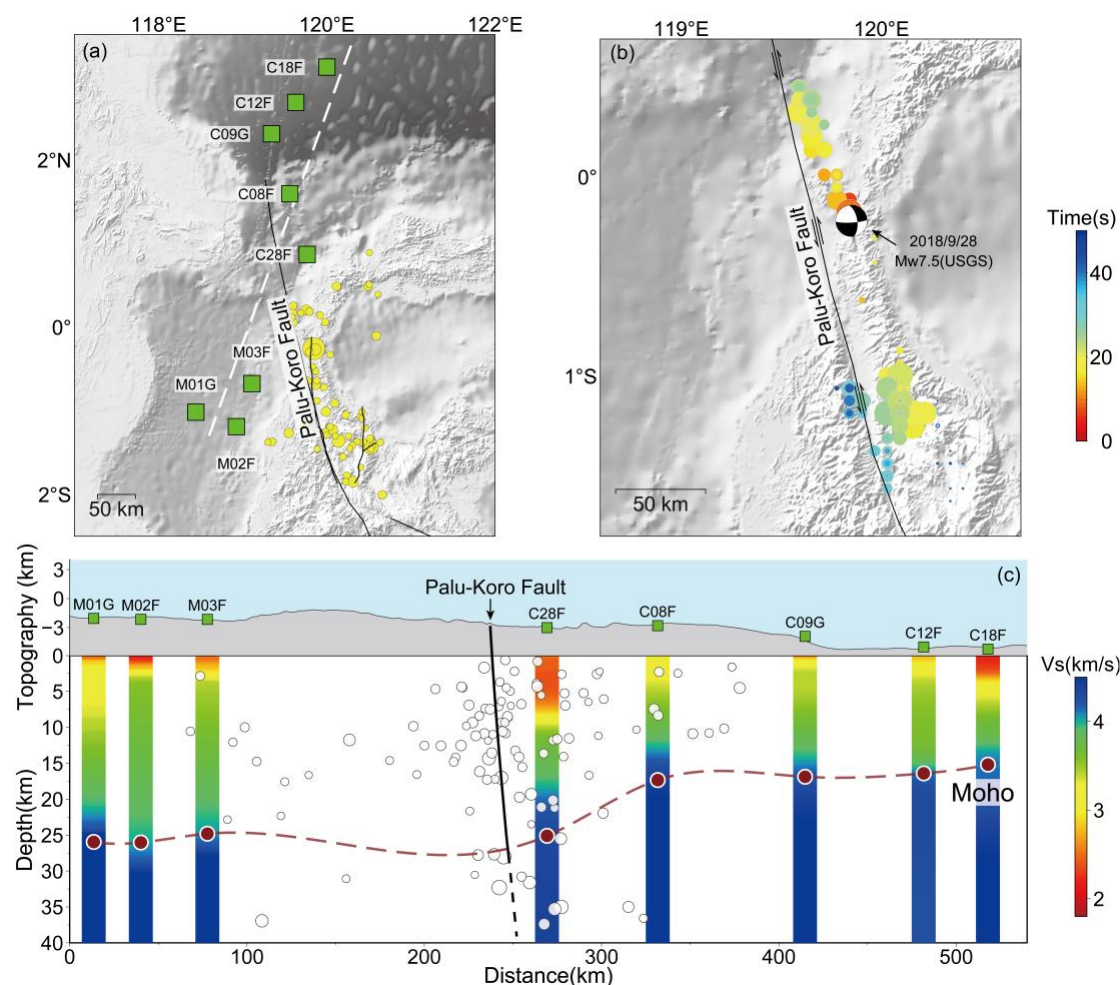 118°E
120°E
122°E
(a)
C18F
C12F
C09G
C08F
C28F
M03F
M01G
M02F
Palu-Koro Fault
2°N
0°
2°S
50 km
119°E
120°E
(b)
0°
1°S
Palu-Koro Fault
2018/9/28
Mw7.5(USGS)
50 km
Time(s)
40
20
0
(c)
Topography (km)
3
0
−3
0
Palu-Koro Fault
M01G
M02F
M03F
C28F
C08F
C09G
C12F
C18F
Depth(km)
5
10
15
20
25
30
35
40
Moho
0
100
200
300
400
500
Distance(km)
Vs(km/s)
4
3
2